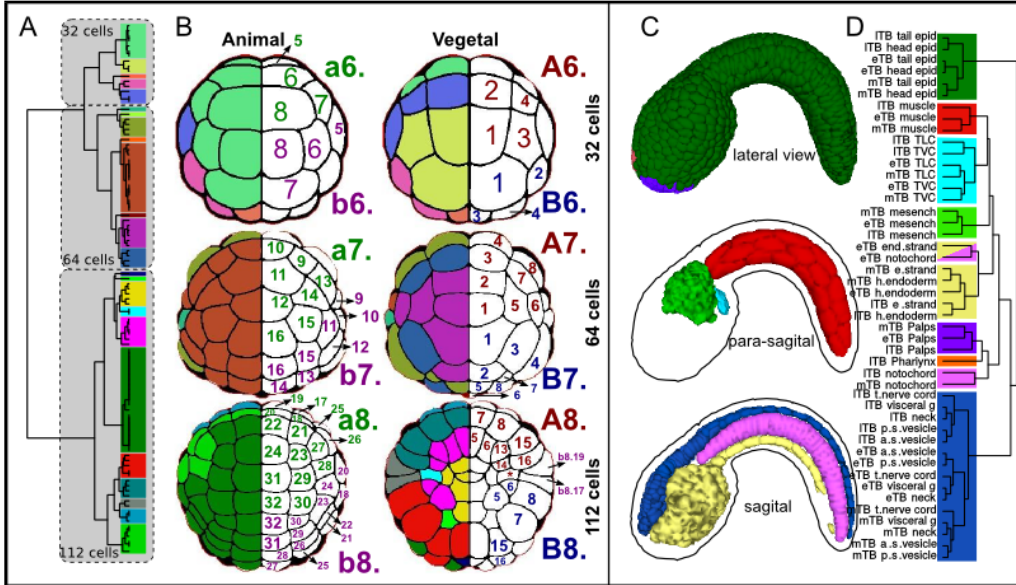 A
32 cells
64 cells
112 cells
B
Animal
Vegetal
5
a6.
6
8
7
8
6
5
7
b6.
A6.
2
4
1
3
1
2
3
4
B6.
32 cells
a7.
10
9
11
13
12
14
9
10
16
15
11
12
15
16
13
14
b7.
A7.
4
3
8
7
2
1
5
6
1
3
4
2
5
8
7
6
B7.
64 cells
a8.
19
17
25
26
22
21
24
23
27
28
20
31
29
24
18
32
30
23
32
30
22
29
21
31
26
28
25
27
b8.
A8.
7
8
5
6
13
15
14
16
*
6
5
8
7
15
16
b8.19
b8.17
B8.
112 cells
C
lateral view
para-sagital
sagital
D
lTB tail epid
lTB head epid
eTB tail epid
eTB head epid
mTB tail epid
mTB head epid
lTB muscle
eTB muscle
mTB muscle
lTB TLC
lTB TVC
eTB TLC
mTB TLC
eTB TVC
mTB TVC
mTB mesench
eTB mesench
lTB mesench
eTB end.strand
eTB notochord
mTB e.strand
mTB h.endoderm
eTB h.endoderm
lTB e.strand
lTB h.endoderm
mTB Palps
eTB Palps
lTB Palps
lTB Pharlynx
lTB notochord
mTB notochord
lTB t.nerve cord
lTB visceral g
lTB neck
lTB p.s.vesicle
lTB a.s.vesicle
eTB a.s.vesicle
eTB p.s.vesicle
eTB t.nerve cord
eTB visceral g
eTB neck
mTB t.nerve cord
mTB visceral g
mTB neck
mTB a.s.vesicle
mTB p.s.vesicle